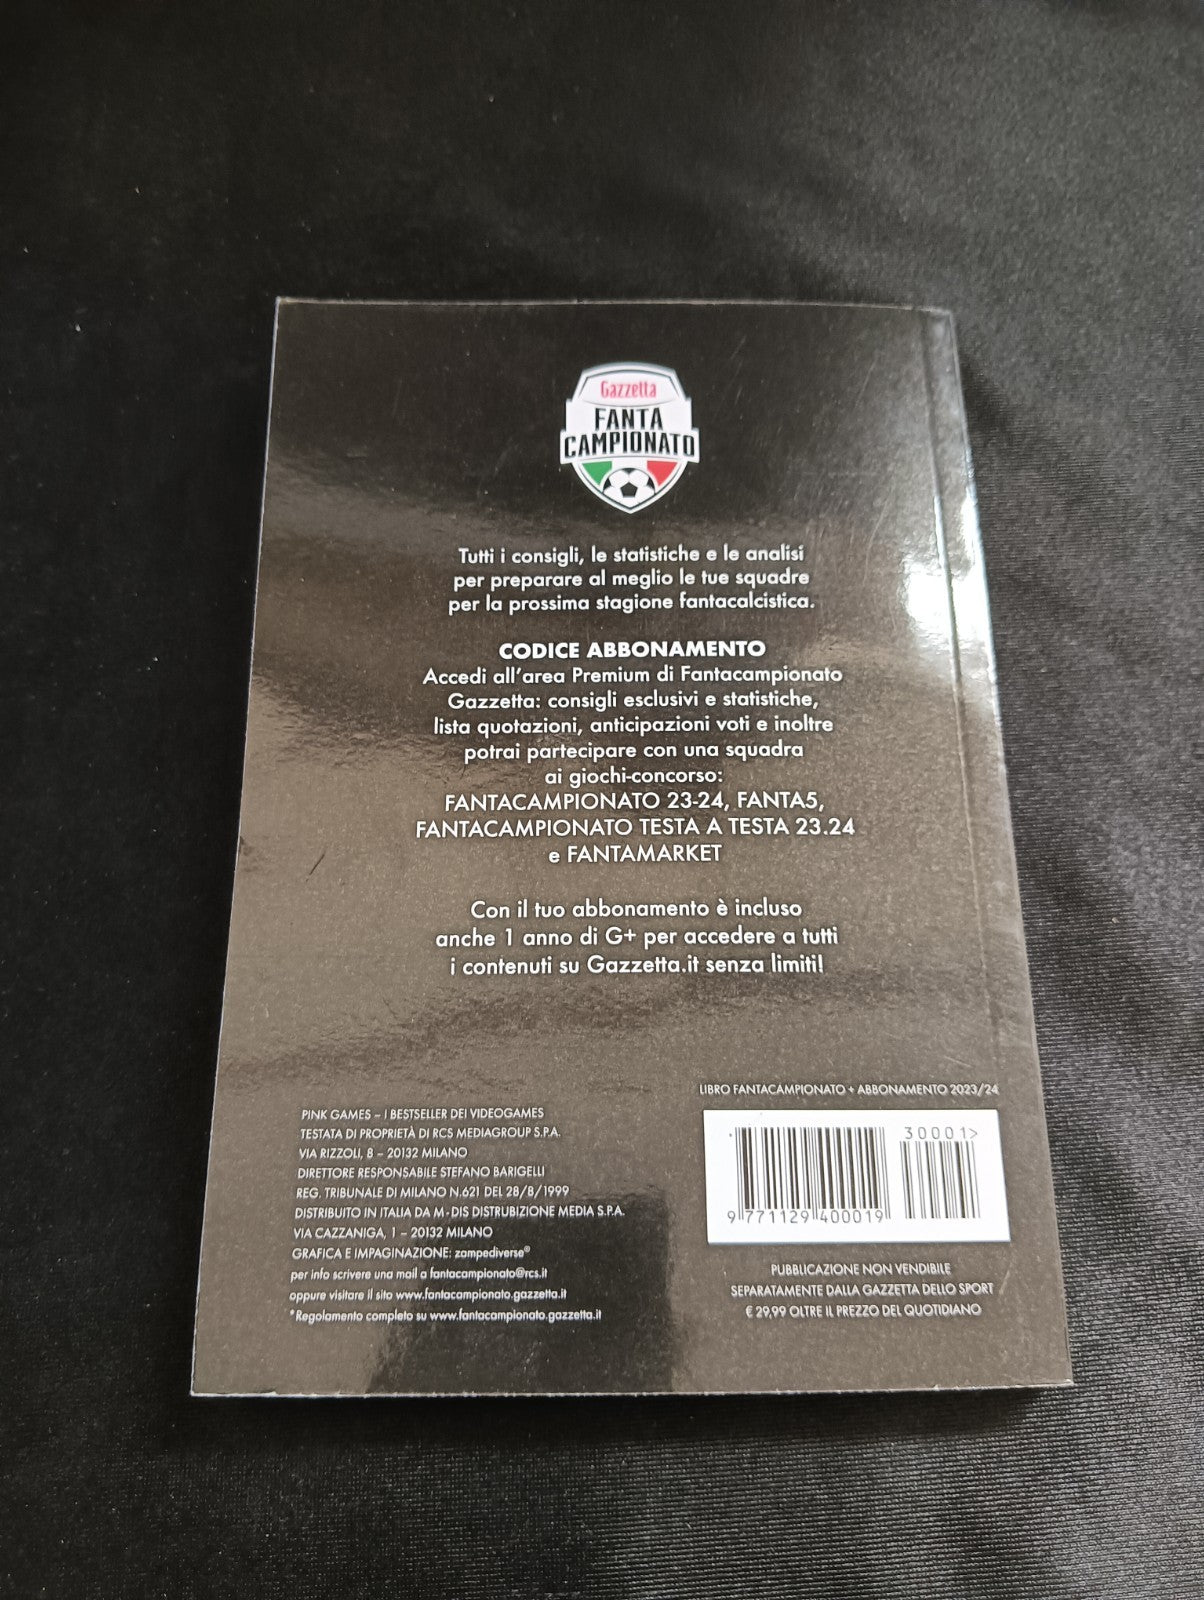 Gazzetta
FANTA
CAMPIONATO
Tutti i consigli, le statistiche e le analisi
per preparare al meglio le tue squadre
per la prossima stagione fantacalcistica.
CODICE ABBONAMENTO
Accedi all'area Premium di Fantacampionato
Gazzetta: consigli esclusivi e statistiche,
lista quotazioni, anticipazioni voti e inoltre
potrai partecipare con una squadra
ai giochi-concorso:
FANTACAMPIONATO 23-24, FANTA5,
FANTACAMPIONATO TESTA A TESTA 23.24
e FANTAMARKET
Con il tuo abbonamento è incluso
anche 1 anno di G+ per accedere a tutti
i contenuti su Gazzetta.it senza limiti!
PINK GAMES – I BESTSELLER DEI VIDEOGAMES
TESTATA DI PROPRIETÀ DI RCS MEDIAGROUP S.P.A.
VIA RIZZOLI, 8 – 20132 MILANO
DIRETTORE RESPONSABILE STEFANO BARIGELLI
REG. TRIBUNALE DI MILANO N.621 DEL 28/8/1999
DISTRIBUITO IN ITALIA DA M-DIS DISTRUBIZIONE MEDIA S.P.A.
VIA CAZZANIGA, 1 – 20132 MILANO
GRAFICA E IMPAGINAZIONE: zampediverse®
per info scrivere una mail a fantacampionato@rcs.it
oppure visitare il sito www.fantacampionato.gazzetta.it
*Regolamento completo su www.fantacampionato.gazzetta.it
LIBRO FANTACAMPIONATO + ABBONAMENTO 2023/24
30001>
9 771129 400019
PUBBLICAZIONE NON VENDIBILE
SEPARATAMENTE DALLA GAZZETTA DELLO SPORT
€ 29,99 OLTRE IL PREZZO DEL QUOTIDIANO